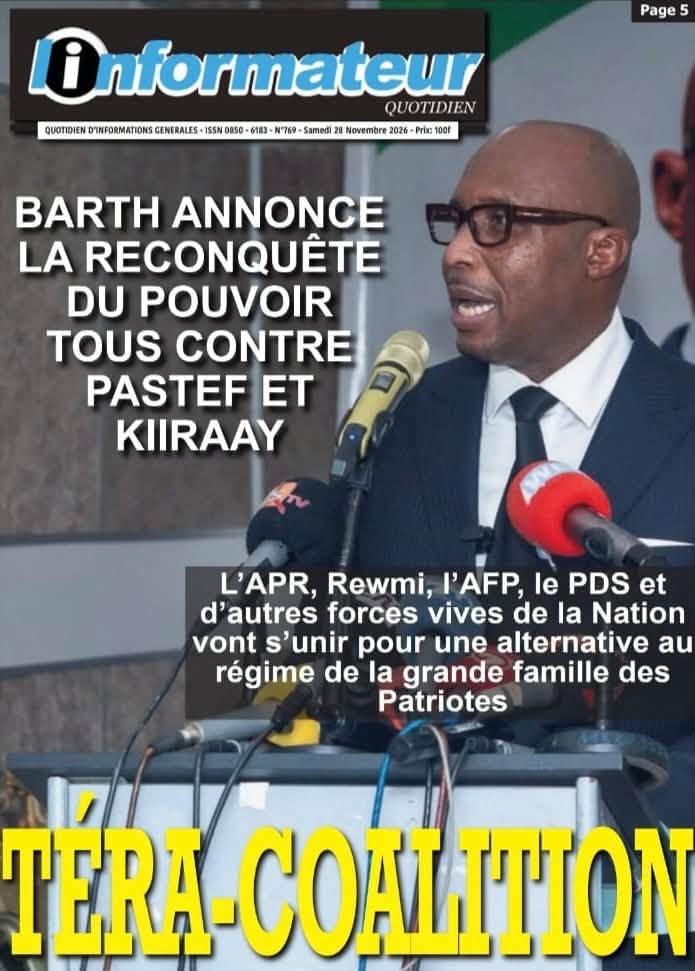 Page 5
l'informateur
QUOTIDIEN
QUOTIDIEN D'INFORMATIONS GENERALES - ISSN 0850 - 6183 - N°769 - Samedi 28 Novembre 2026 - Prix: 100f
BARTH ANNONCE
LA RECONQUÊTE
DU POUVOIR
TOUS CONTRE
PASTEF ET
KIIRAAY
TV
L'APR, Rewmi, l'AFP, le PDS et
d'autres forces vives de la Nation
vont s'unir pour une alternative au
régime de la grande famille des
Patriotes
TÉRA-COALITION